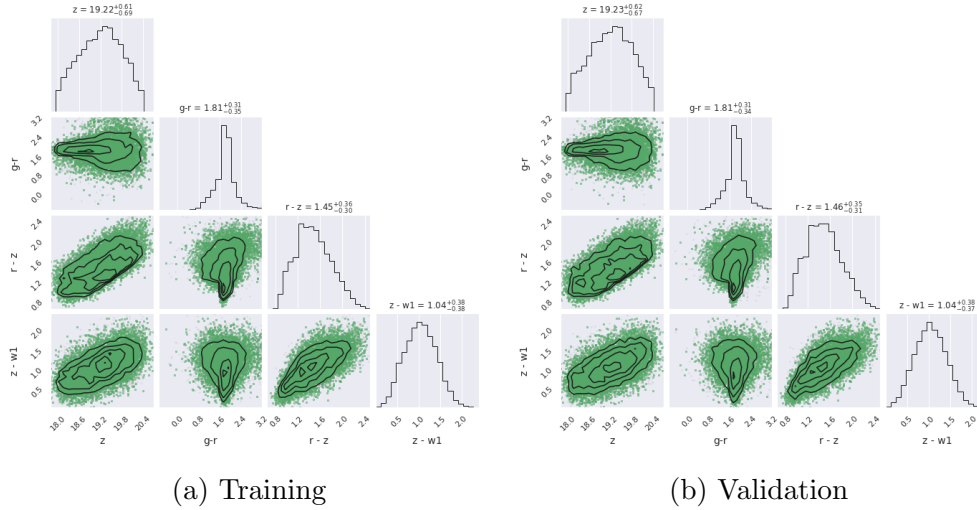 z = 19.22 +0.61 −0.69
g-r = 1.81 +0.31 −0.35
r - z = 1.45 +0.36 −0.30
z - w1 = 1.04 +0.38 −0.38
g-r
3.2
2.4
1.6
0.8
0.0
r - z
2.4
2.0
1.6
1.2
0.8
z - w1
2.0
1.5
1.0
0.5
18.0 18.6 19.2 19.8 20.4
z
0.0 0.8 1.6 2.4 3.2
g-r
0.8 1.2 1.6 2.0 2.4
r - z
0.5 1.0 1.5 2.0
z - w1
(a) Training
z = 19.23 +0.62 −0.67
g-r = 1.81 +0.31 −0.34
r - z = 1.46 +0.35 −0.31
z - w1 = 1.04 +0.38 −0.37
g-r
3.2
2.4
1.6
0.8
0.0
r - z
2.4
2.0
1.6
1.2
0.8
z - w1
2.0
1.5
1.0
0.5
18.0 18.6 19.2 19.8 20.4
z
0.0 0.8 1.6 2.4 3.2
g-r
0.8 1.2 1.6 2.0 2.4
r - z
0.5 1.0 1.5 2.0
z - w1
(b) Validation